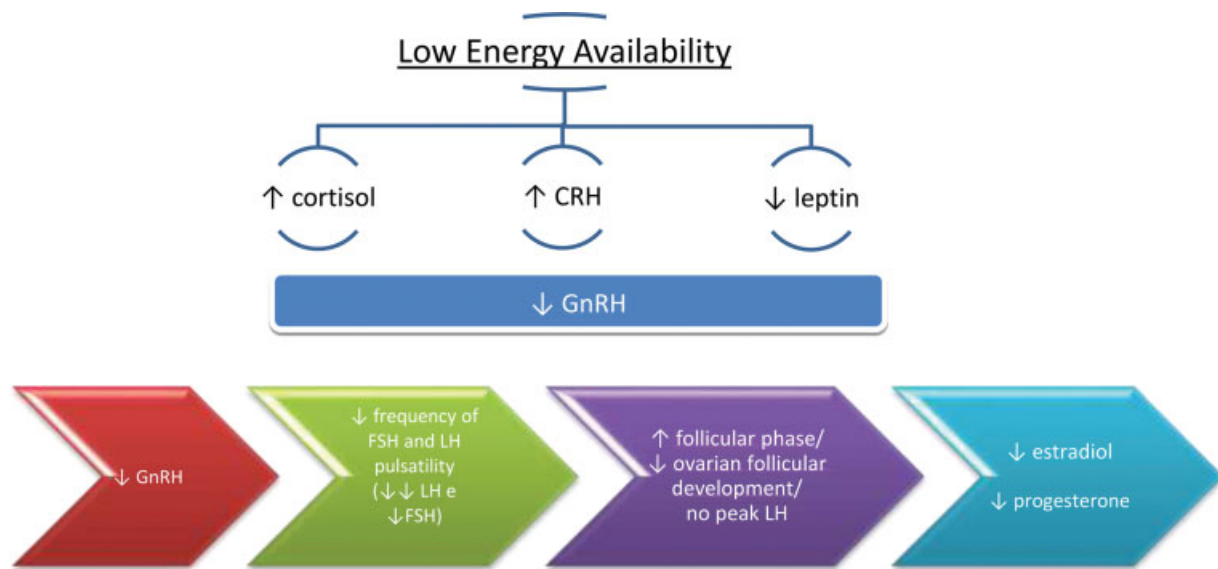 Low Energy Availability
↑ cortisol
↑ CRH
↓ leptin
↓ GnRH
↓ GnRH
↓ frequency of
FSH and LH
pulsatility
(↓↓ LH e
↓FSH)
↑ follicular phase/
↓ ovarian follicular
development/
no peak LH
↓ estradiol
↓ progesterone